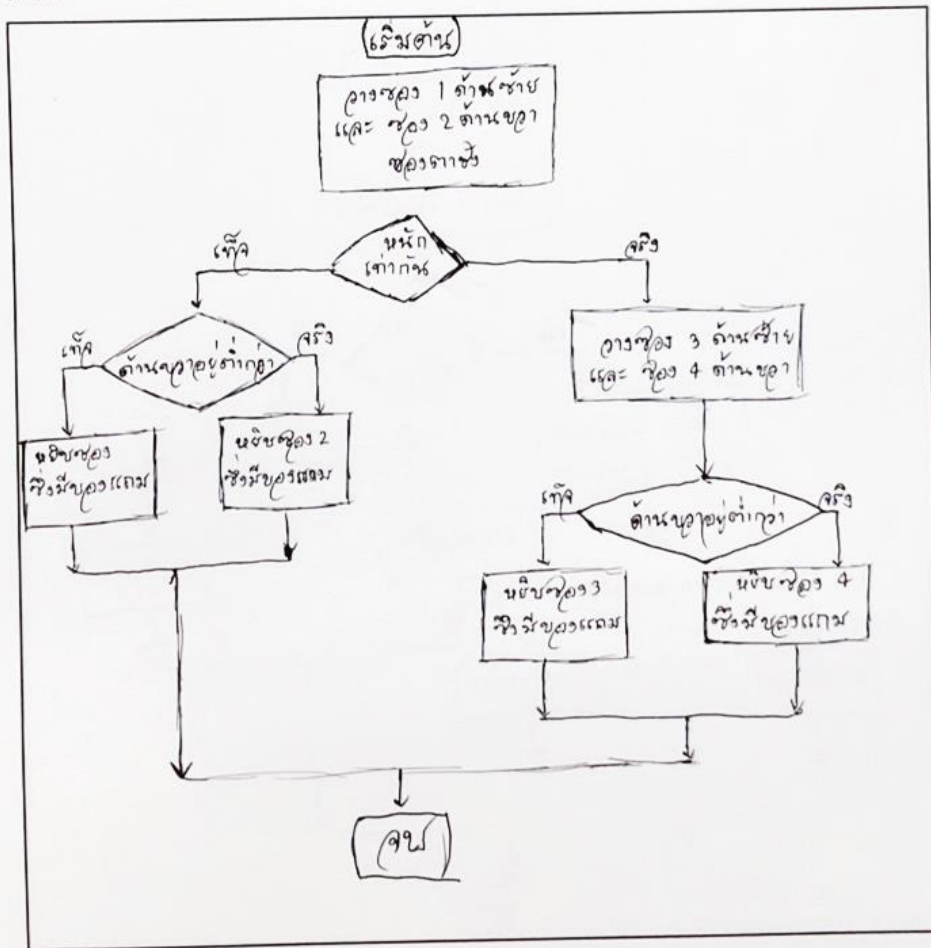 เริ่มต้น
วางซอง 1 ด้านซ้าย
และ ซอง 2 ด้านขวา
ของตาชั่ง
หนัก
เท่ากัน
เท็จ
จริง
ด้านขวาอยู่ต่ำกว่า
เท็จ
จริง
หยิบซอง
ซึ่งมีของแถม
หยิบซอง 2
ซึ่งมีของแถม
วางซอง 3 ด้านซ้าย
และ ซอง 4 ด้านขวา
ด้านขวาอยู่ต่ำกว่า
เท็จ
จริง
หยิบซอง 3
ซึ่งมีของแถม
หยิบซอง 4
ซึ่งมีของแถม
จบ